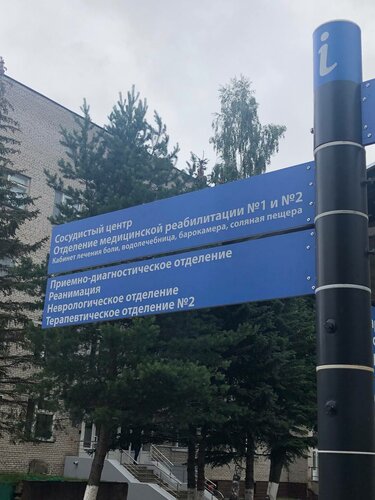 i
Сосудистый центр
Отделение медицинской реабилитации №1 и №2
Кабинет лечения боли, водолечебница, барокамера, соляная пещера
Приемно-диагностическое отделение
Реанимация
Неврологическое отделение
Терапевтическое отделение №2